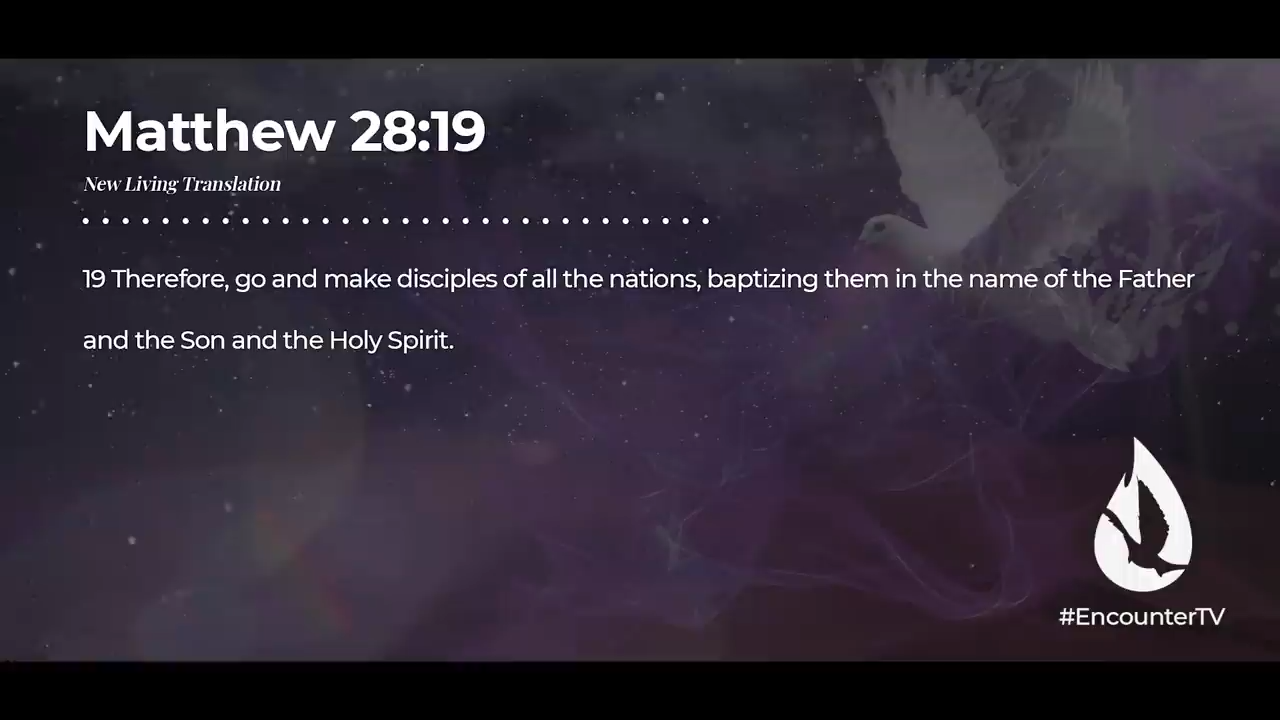 Matthew 28:19
New Living Translation
19 Therefore, go and make disciples of all the nations, baptizing them in the name of the Father
and the Son and the Holy Spirit.
#EncounterTV